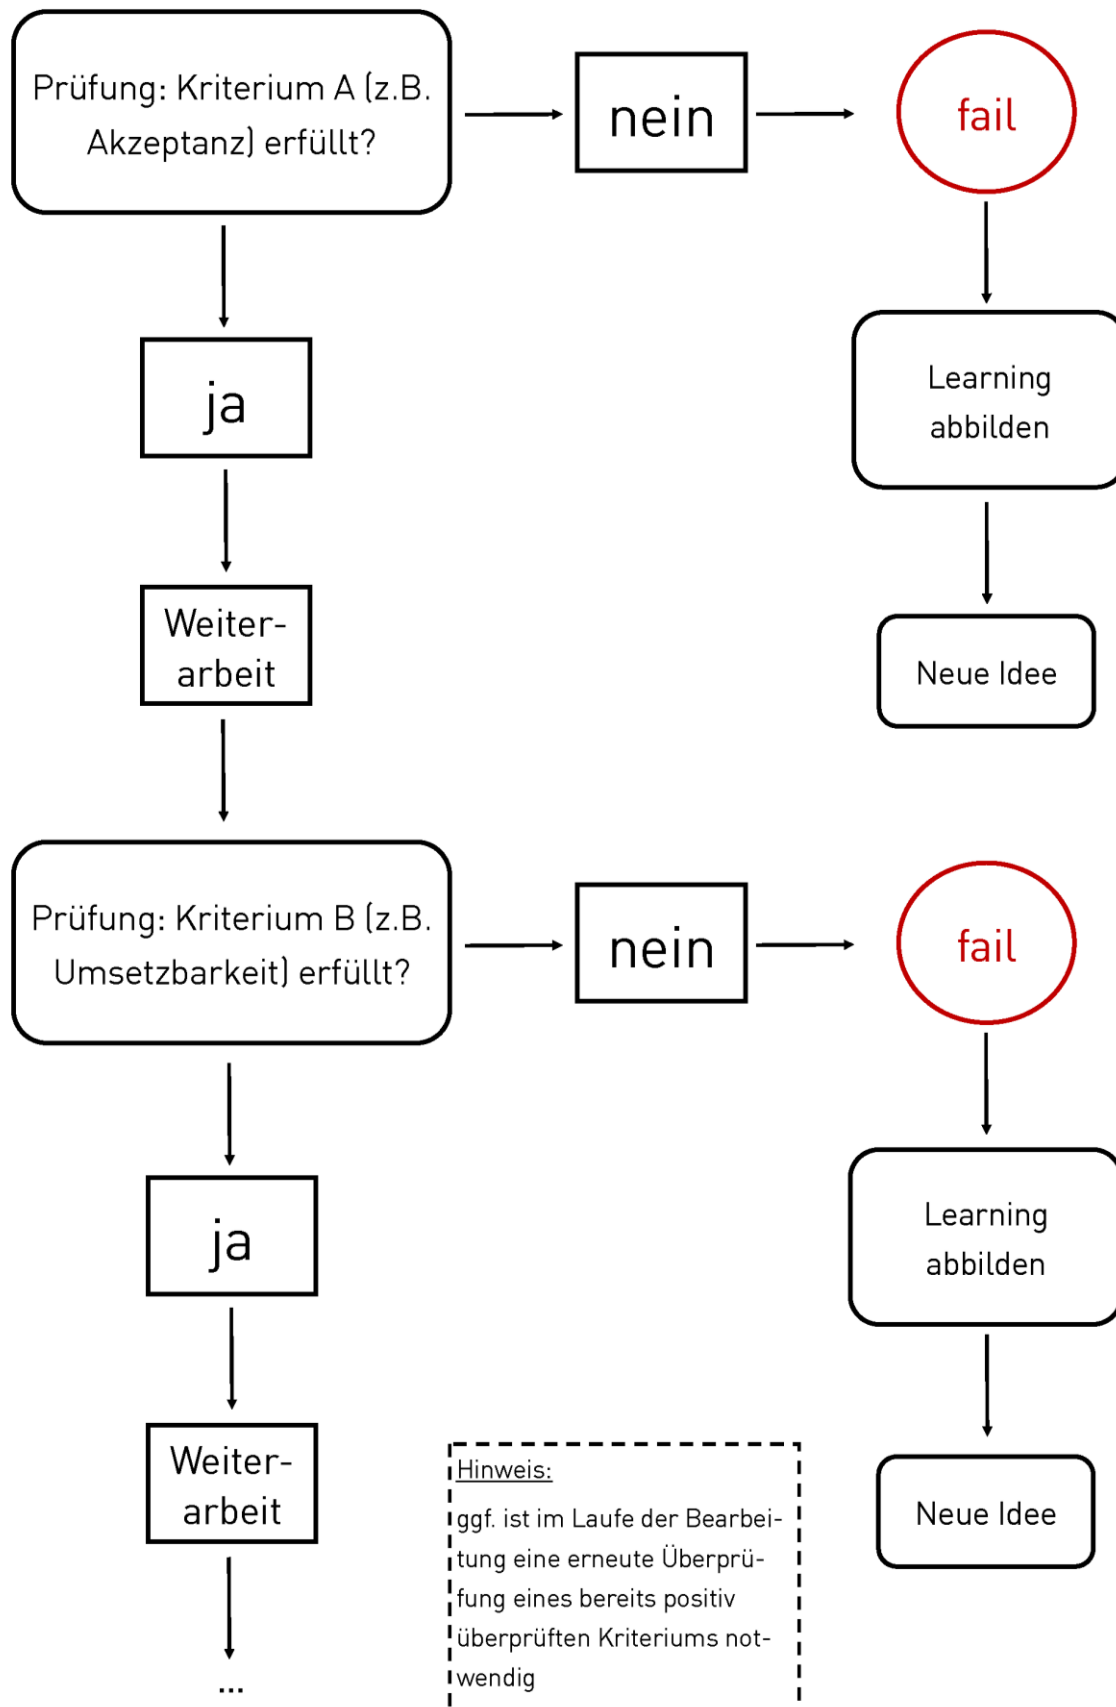 Prüfung: Kriterium A (z.B.
Akzeptanz) erfüllt?
nein
fail
ja
Learning
abbilden
Weiter-
arbeit
Neue Idee
Prüfung: Kriterium B (z.B.
Umsetzbarkeit) erfüllt?
nein
fail
ja
Learning
abbilden
Weiter-
arbeit
Neue Idee
Hinweis:
ggf. ist im Laufe der Bearbei-
tung eine erneute Überprü-
fung eines bereits positiv
überprüften Kriteriums not-
wendig
...